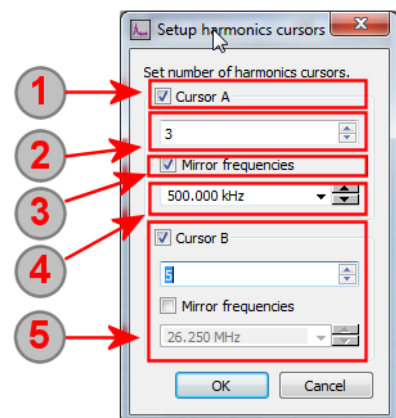 Setup harmonics cursors
Set number of harmonics cursors.
1
Cursor A
2
3
3
Mirror frequencies
4
500.000 kHz
5
Cursor B
5
Mirror frequencies
26.250 MHz
OK Cancel